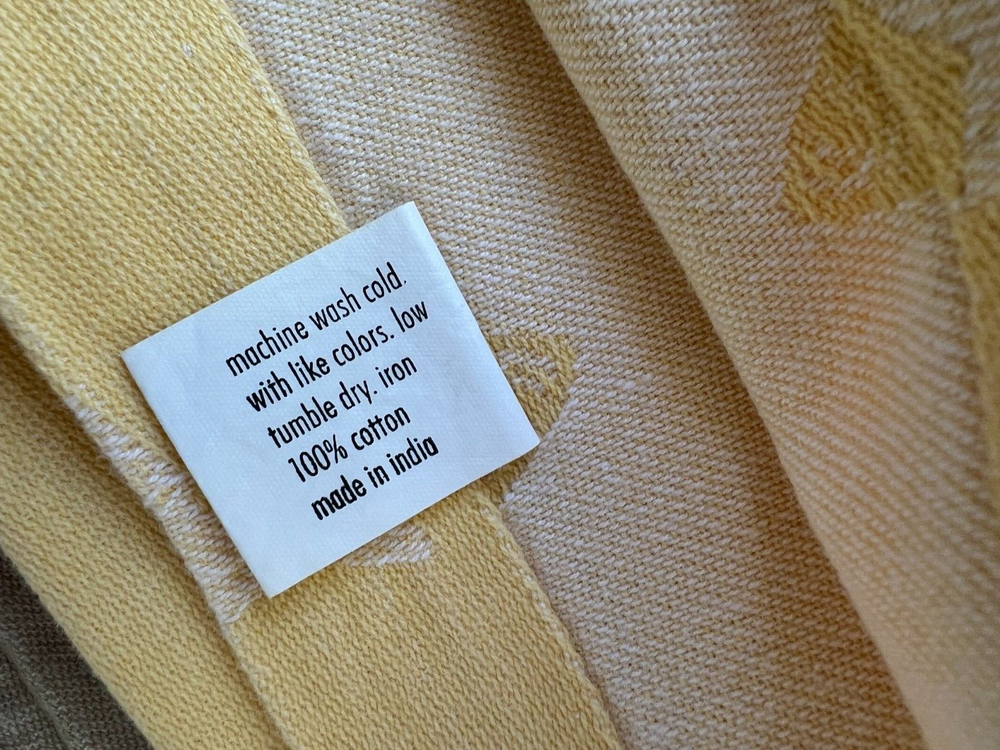 machine wash cold.
with like colors. low
tumble dry. iron
100% cotton
made in india